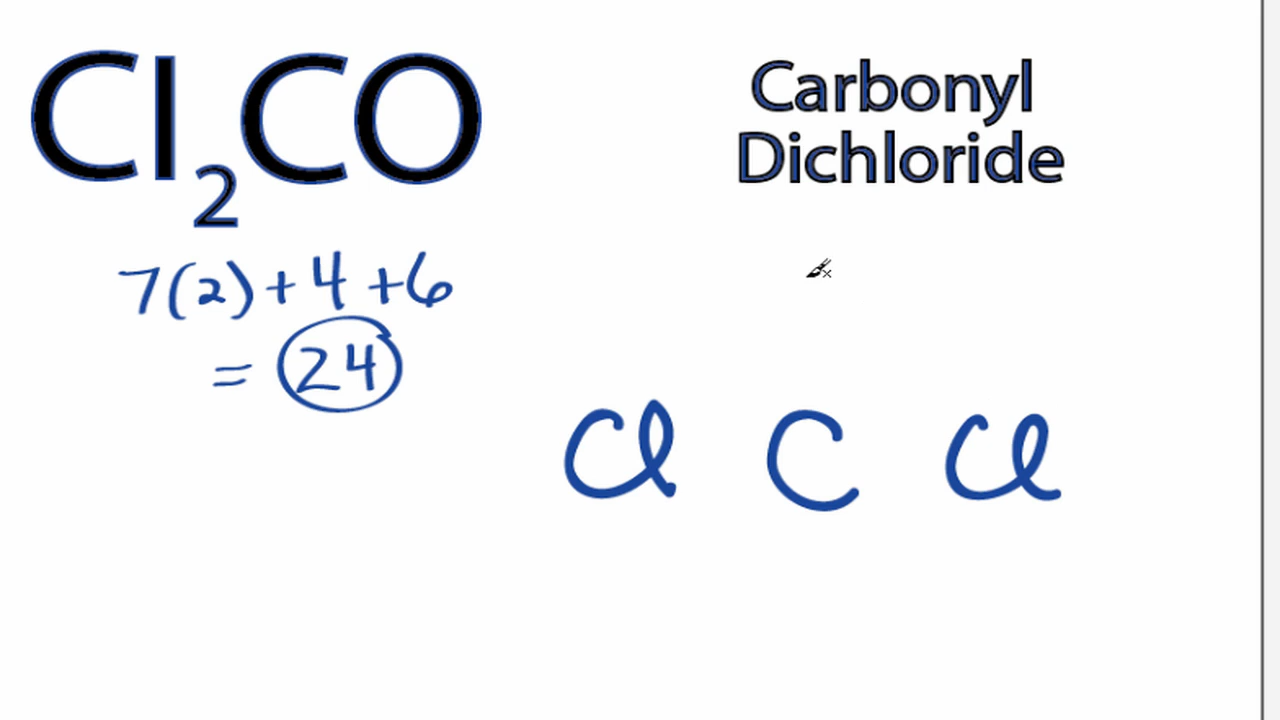 Cl₂CO
Carbonyl
Dichloride
7(2)+4+6
= 24
Cl C Cl